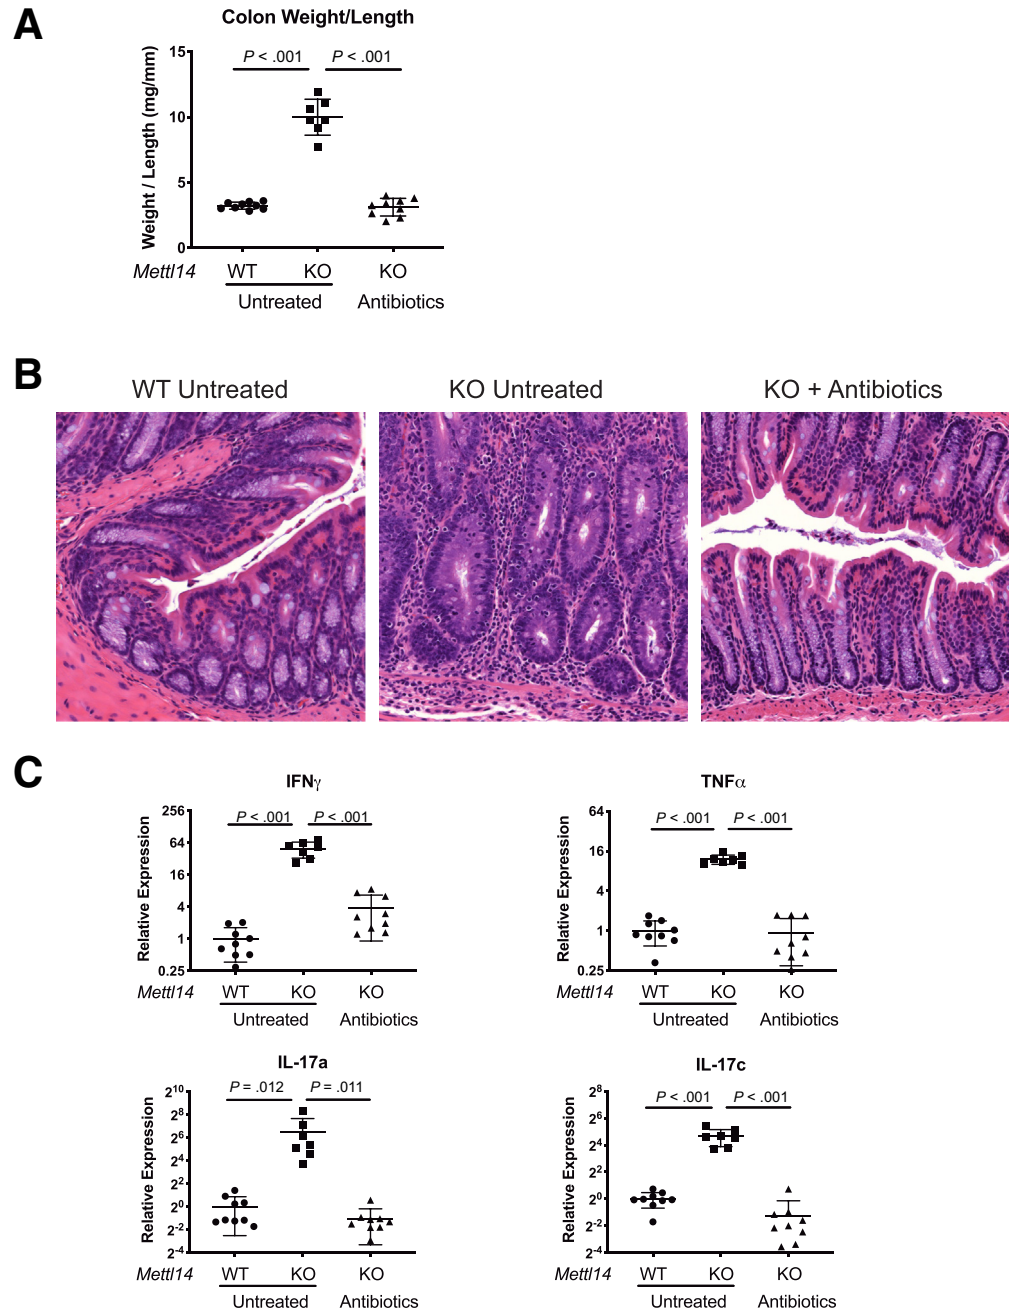 A
Colon Weight/Length
Weight / Length (mg/mm)
15
10
5
0
P < .001
P < .001
Mettl14 WT KO KO
Untreated Antibiotics
B
WT Untreated KO Untreated KO + Antibiotics
C
IFNγ
Relative Expression
256
64
16
4
1
0.25
P < .001 P < .001
Mettl14 WT KO KO
Untreated Antibiotics
TNFα
Relative Expression
64
16
4
1
0.25
P < .001 P < .001
Mettl14 WT KO KO
Untreated Antibiotics
IL-17a
Relative Expression
2¹⁰
2⁸
2⁶
2⁴
2²
2⁰
2⁻²
2⁻⁴
P = .012 P = .011
Mettl14 WT KO KO
Untreated Antibiotics
IL-17c
Relative Expression
2⁸
2⁶
2⁴
2²
2⁰
2⁻²
2⁻⁴
P < .001 P < .001
Mettl14 WT KO KO
Untreated Antibiotics